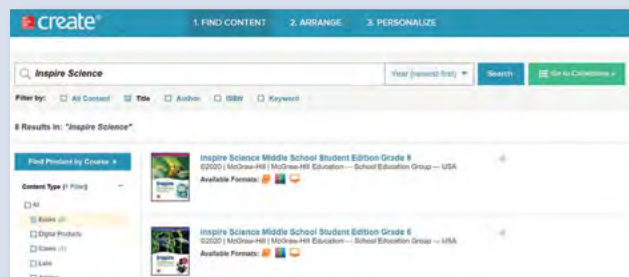 create®
1. FIND CONTENT 2. ARRANGE 3. PERSONALIZE
Inspire Science
Year (newest first)
Search
Go to Collections »
Filter by: All Content Title Author ISBN Keyword
8 Results in: "Inspire Science"
Find Product by Course »
Content Type (1 Filter)
All
Books
Digital Products
Cases
Labs
Inspire Science Middle School Student Edition Grade 8
©2020 | McGraw-Hill | McGraw-Hill Education --- School Education Group --- USA
Available Formats:
Inspire Science Middle School Student Edition Grade 6
©2020 | McGraw-Hill | McGraw-Hill Education --- School Education Group --- USA
Available Formats: